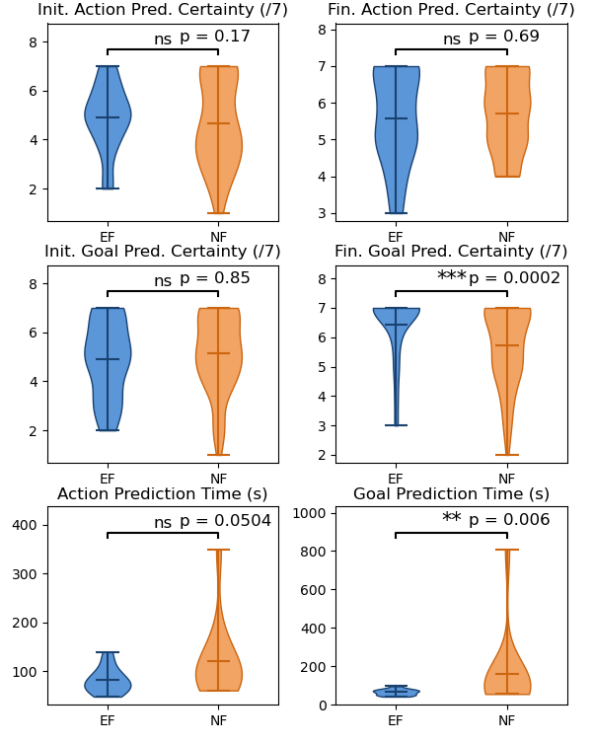 Init. Action Pred. Certainty (/7)
ns p = 0.17
8
6
4
2
EF NF
Fin. Action Pred. Certainty (/7)
ns p = 0.69
8
7
6
5
4
3
EF NF
Init. Goal Pred. Certainty (/7)
ns p = 0.85
8
6
4
2
EF NF
Fin. Goal Pred. Certainty (/7)
*** p = 0.0002
8
7
6
5
4
3
2
EF NF
Action Prediction Time (s)
ns p = 0.0504
400
300
200
100
EF NF
Goal Prediction Time (s)
** p = 0.006
1000
800
600
400
200
0
EF NF